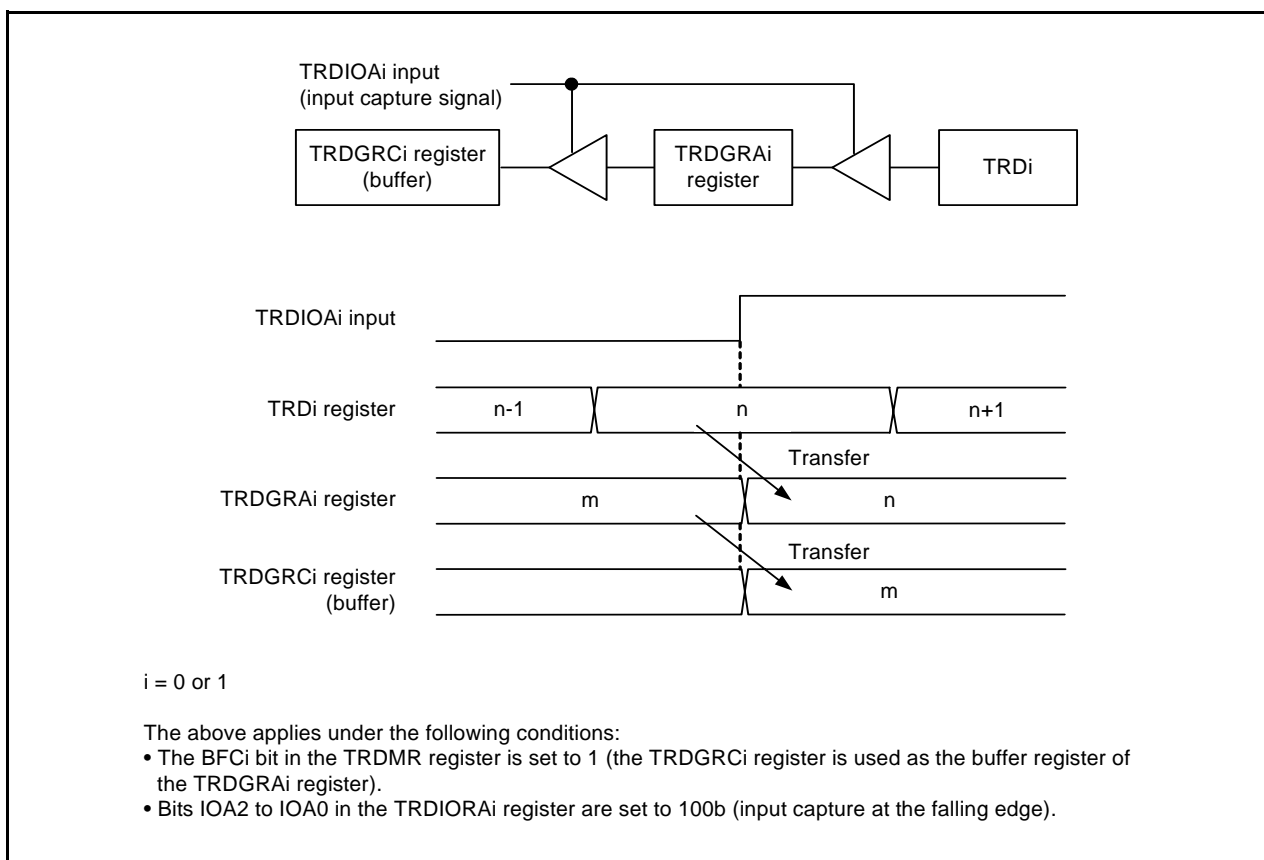 TRDIOAi input
(input capture signal)
TRDGRCi register
(buffer)
TRDGRAi
register
TRDi
TRDIOAi input
TRDi register
n-1
n
n+1
Transfer
TRDGRAi register
m
n
Transfer
TRDGRCi register
(buffer)
m
i = 0 or 1
The above applies under the following conditions:
• The BFCi bit in the TRDMR register is set to 1 (the TRDGRCi register is used as the buffer register of
the TRDGRAi register).
• Bits IOA2 to IOA0 in the TRDIORAi register are set to 100b (input capture at the falling edge).